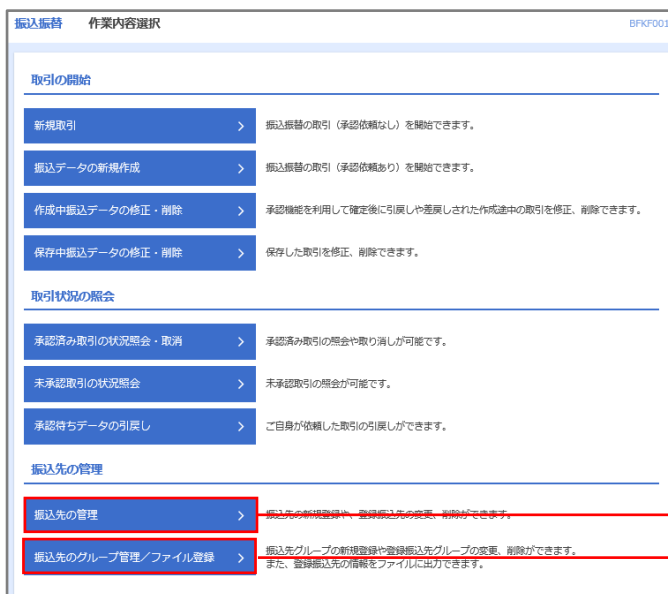 振込振替 作業内容選択 BFKF001
取引の開始
新規取引 振込振替の取引（承認依頼なし）を開始できます。
振込データの新規作成 振込振替の取引（承認依頼あり）を開始できます。
作成中振込データの修正・削除 承認機能を利用して確定後に引戻しや差戻しされた作成途中の取引を修正、削除できます。
保存中振込データの修正・削除 保存した取引を修正、削除できます。
取引状況の照会
承認済み取引の状況照会・取消 承認済み取引の照会や取り消しが可能です。
未承認取引の状況照会 未承認取引の照会が可能です。
承認待ちデータの引戻し ご自身が依頼した取引の引戻しができます。
振込先の管理
振込先の管理 振込先の新規登録や、登録振込先の変更、削除ができます。
振込先のグループ管理／ファイル登録 振込先グループの新規登録や登録振込先グループの変更、削除ができます。
また、登録振込先の情報をファイルに出力できます。